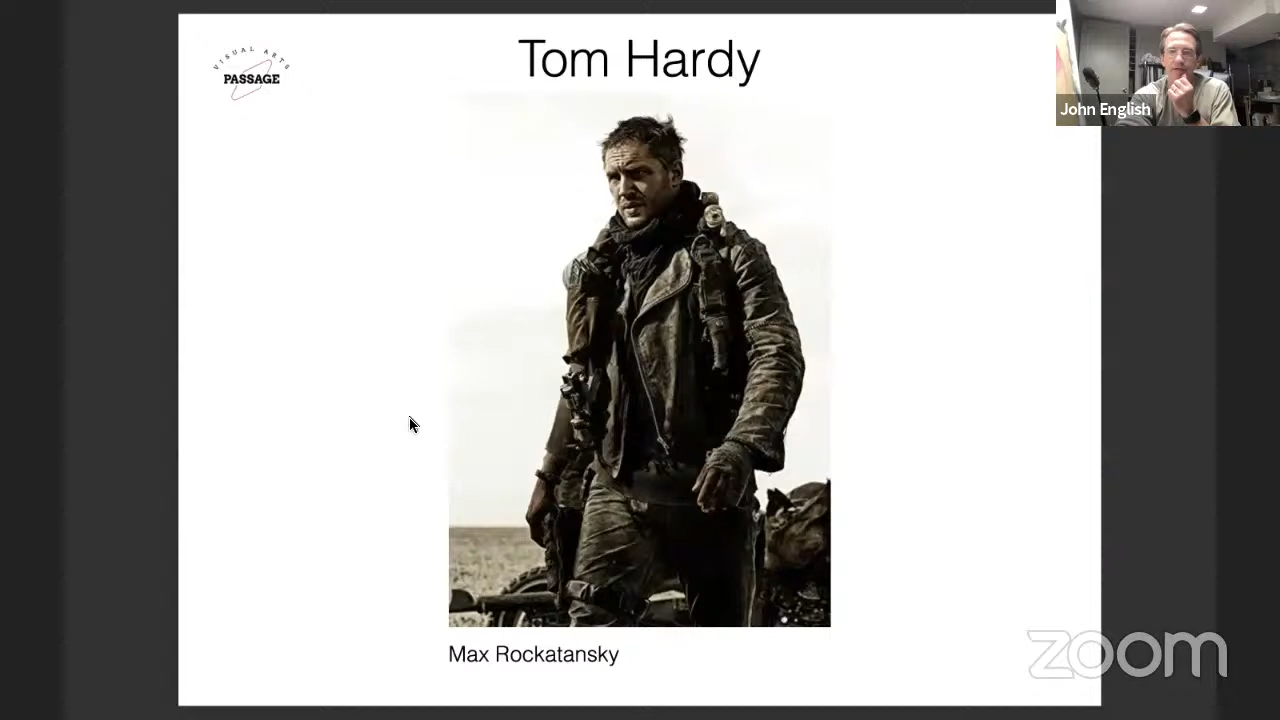 VISUAL ARTS
PASSAGE
Tom Hardy
John English
Max Rockatansky
zoom